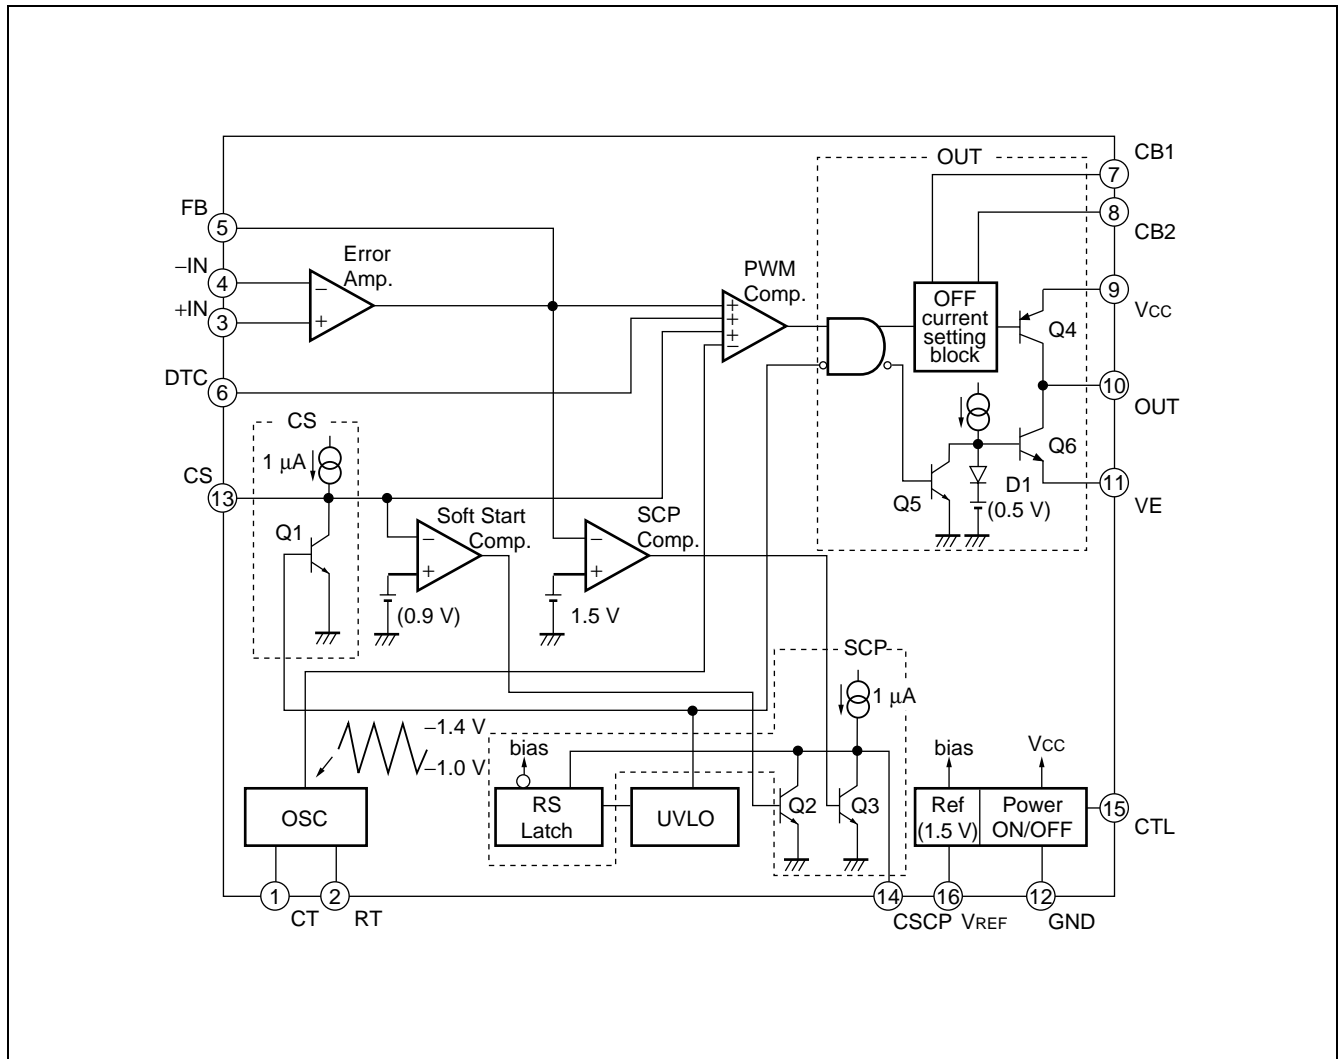 OUT
CB1
7
FB
8
5
CB2
Error
Amp.
−IN
4
−
PWM
Comp.
9
VCC
+IN
3
+
+
+
+
−
OFF
current
setting
block
Q4
DTC
6
10
OUT
CS
1 µA
Q6
CS
13
11
VE
Q5
D1
(0.5 V)
Soft Start
Comp.
SCP
Comp.
Q1
−
+
−
+
(0.9 V)
1.5 V
SCP
1 µA
−1.4 V
−1.0 V
bias
bias
VCC
OSC
RS
Latch
UVLO
Q2
Q3
Ref
(1.5 V)
Power
ON/OFF
15
CTL
1
CT
2
RT
14
CSCP
16
VREF
12
GND